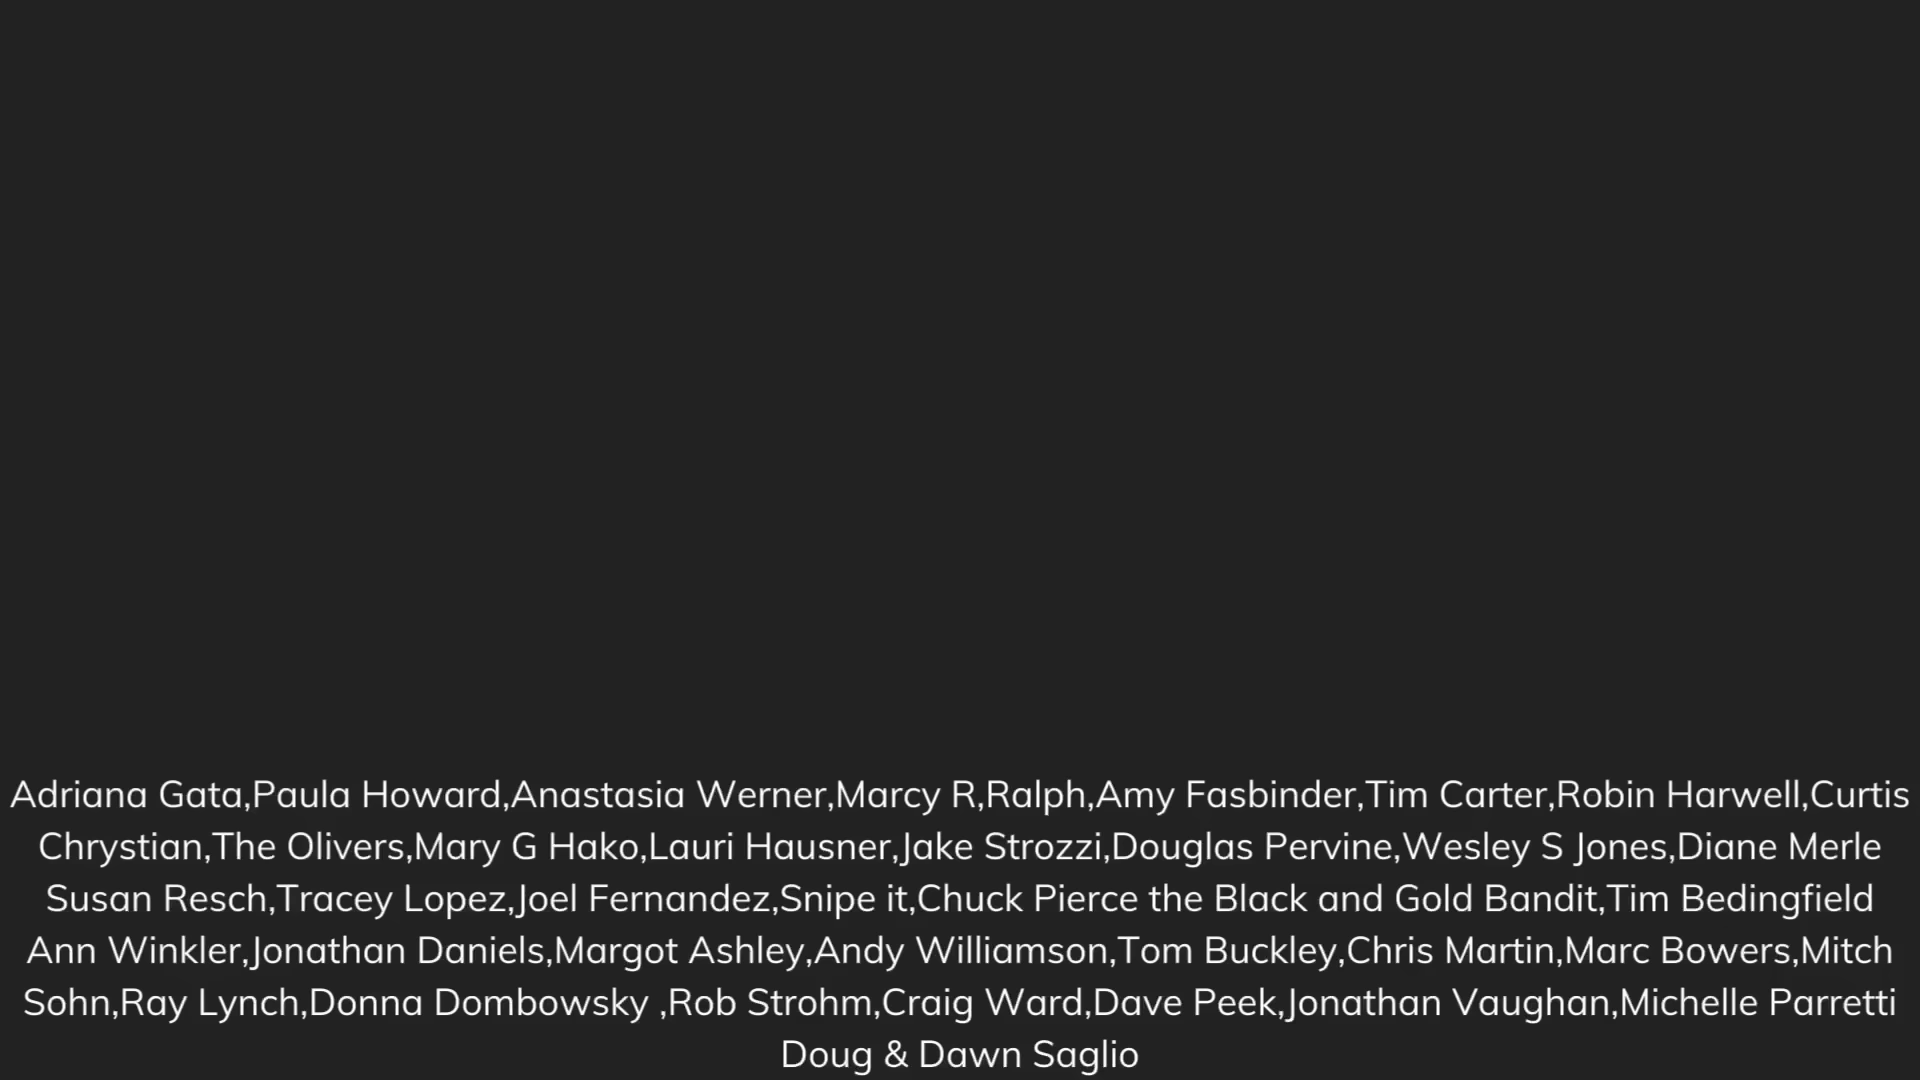 Adriana Gata,Paula Howard,Anastasia Werner,Marcy R,Ralph,Amy Fasbinder,Tim Carter,Robin Harwell,Curtis
Chrystian,The Olivers,Mary G Hako,Lauri Hausner,Jake Strozzi,Douglas Pervine,Wesley S Jones,Diane Merle
Susan Resch,Tracey Lopez,Joel Fernandez,Snipe it,Chuck Pierce the Black and Gold Bandit,Tim Bedingfield
Ann Winkler,Jonathan Daniels,Margot Ashley,Andy Williamson,Tom Buckley,Chris Martin,Marc Bowers,Mitch
Sohn,Ray Lynch,Donna Dombowsky ,Rob Strohm,Craig Ward,Dave Peek,Jonathan Vaughan,Michelle Parretti
Doug & Dawn Saglio